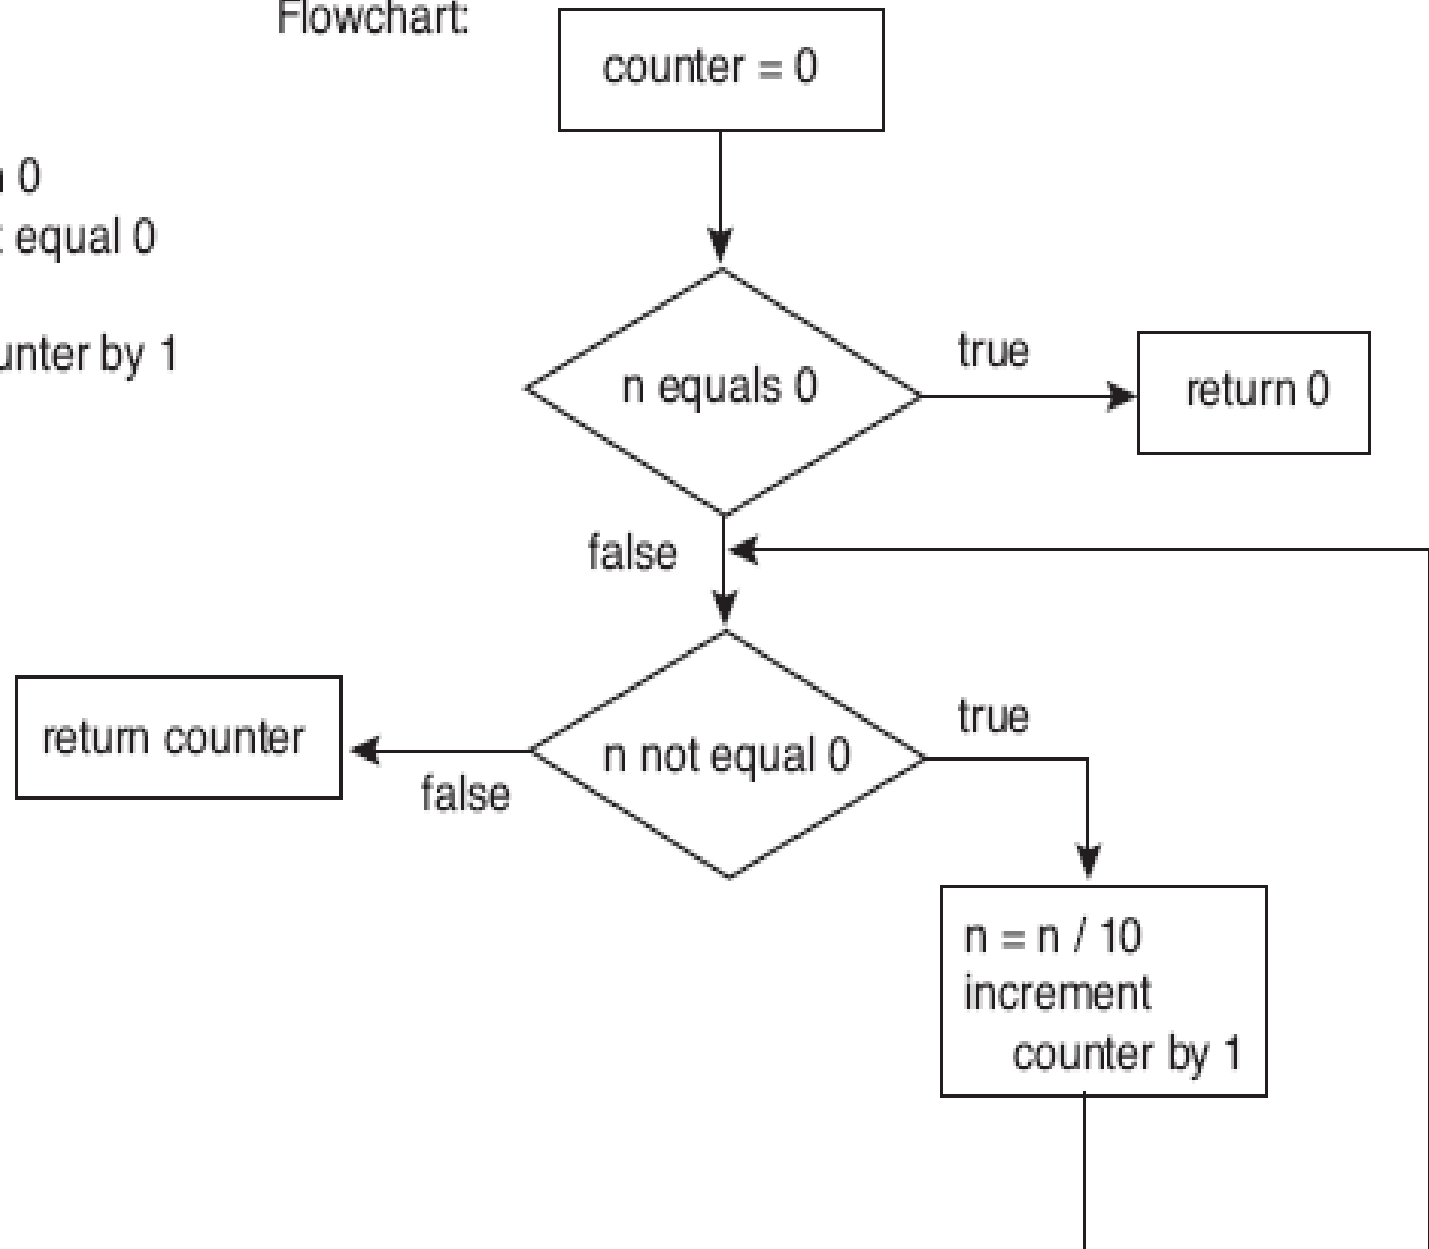 Flowchart:
counter = 0
0
equal 0
by 1
n equals 0
true
return 0
false
n not equal 0
true
false
return counter
n = n / 10
increment
counter by 1